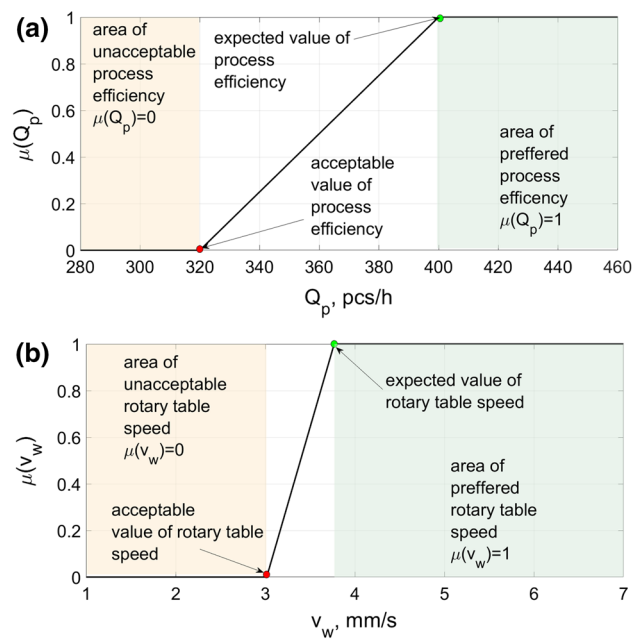 (a)
1
0.8
0.6
0.4
0.2
0
μ(Qp)
area of
unacceptable
process
efficiency
μ(Qp)=0
expected value of
process
efficiency
acceptable
value of
process
efficiency
area of
preffered
process
efficency
μ(Qp)=1
280 300 320 340 360 380 400 420 440 460
Qp, pcs/h
(b)
1
0.8
0.6
0.4
0.2
0
μ(vw)
area of
unacceptable
rotary table
speed
μ(vw)=0
acceptable
value of rotary table
speed
expected value of
rotary table speed
area of
preffered
rotary table
speed
μ(vw)=1
1 2 3 4 5 6 7
vw, mm/s